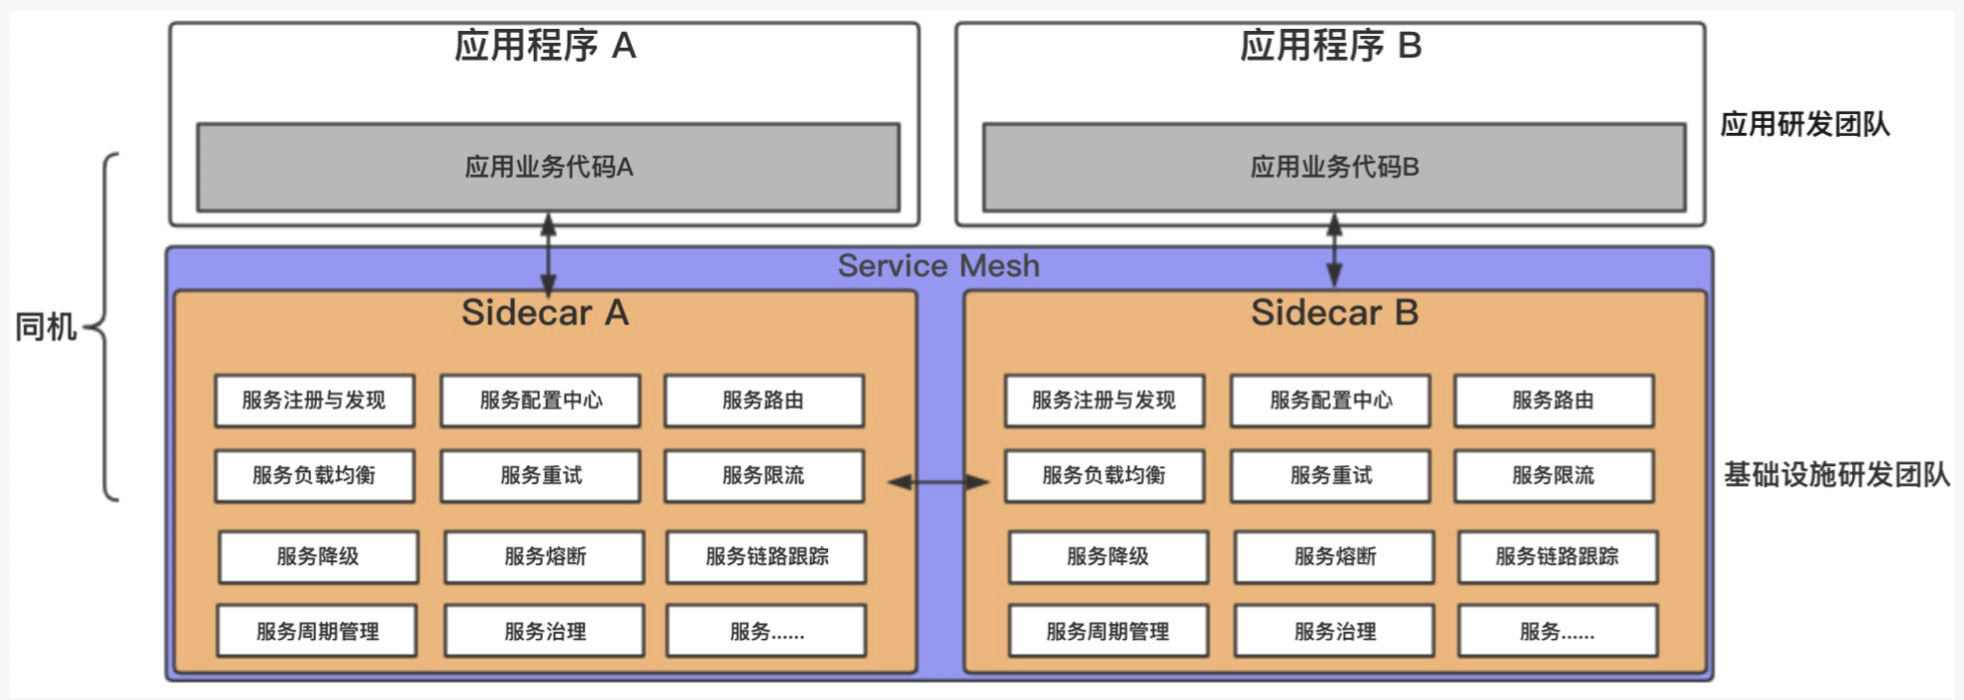 应用程序 A
应用程序 B
应用研发团队
应用业务代码A
应用业务代码B
Service Mesh
同机
Sidecar A
Sidecar B
服务注册与发现
服务配置中心
服务路由
服务注册与发现
服务配置中心
服务路由
服务负载均衡
服务重试
服务限流
服务负载均衡
服务重试
服务限流
基础设施研发团队
服务降级
服务熔断
服务链路跟踪
服务降级
服务熔断
服务链路跟踪
服务周期管理
服务治理
服务......
服务周期管理
服务治理
服务......